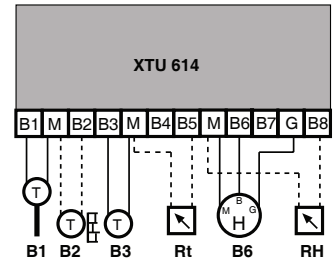 XTU 614
B1 M B2 B3 M B4 B5 M B6 B7 G B8
T T T M B G H
B1 B2 B3 Rt B6 RH